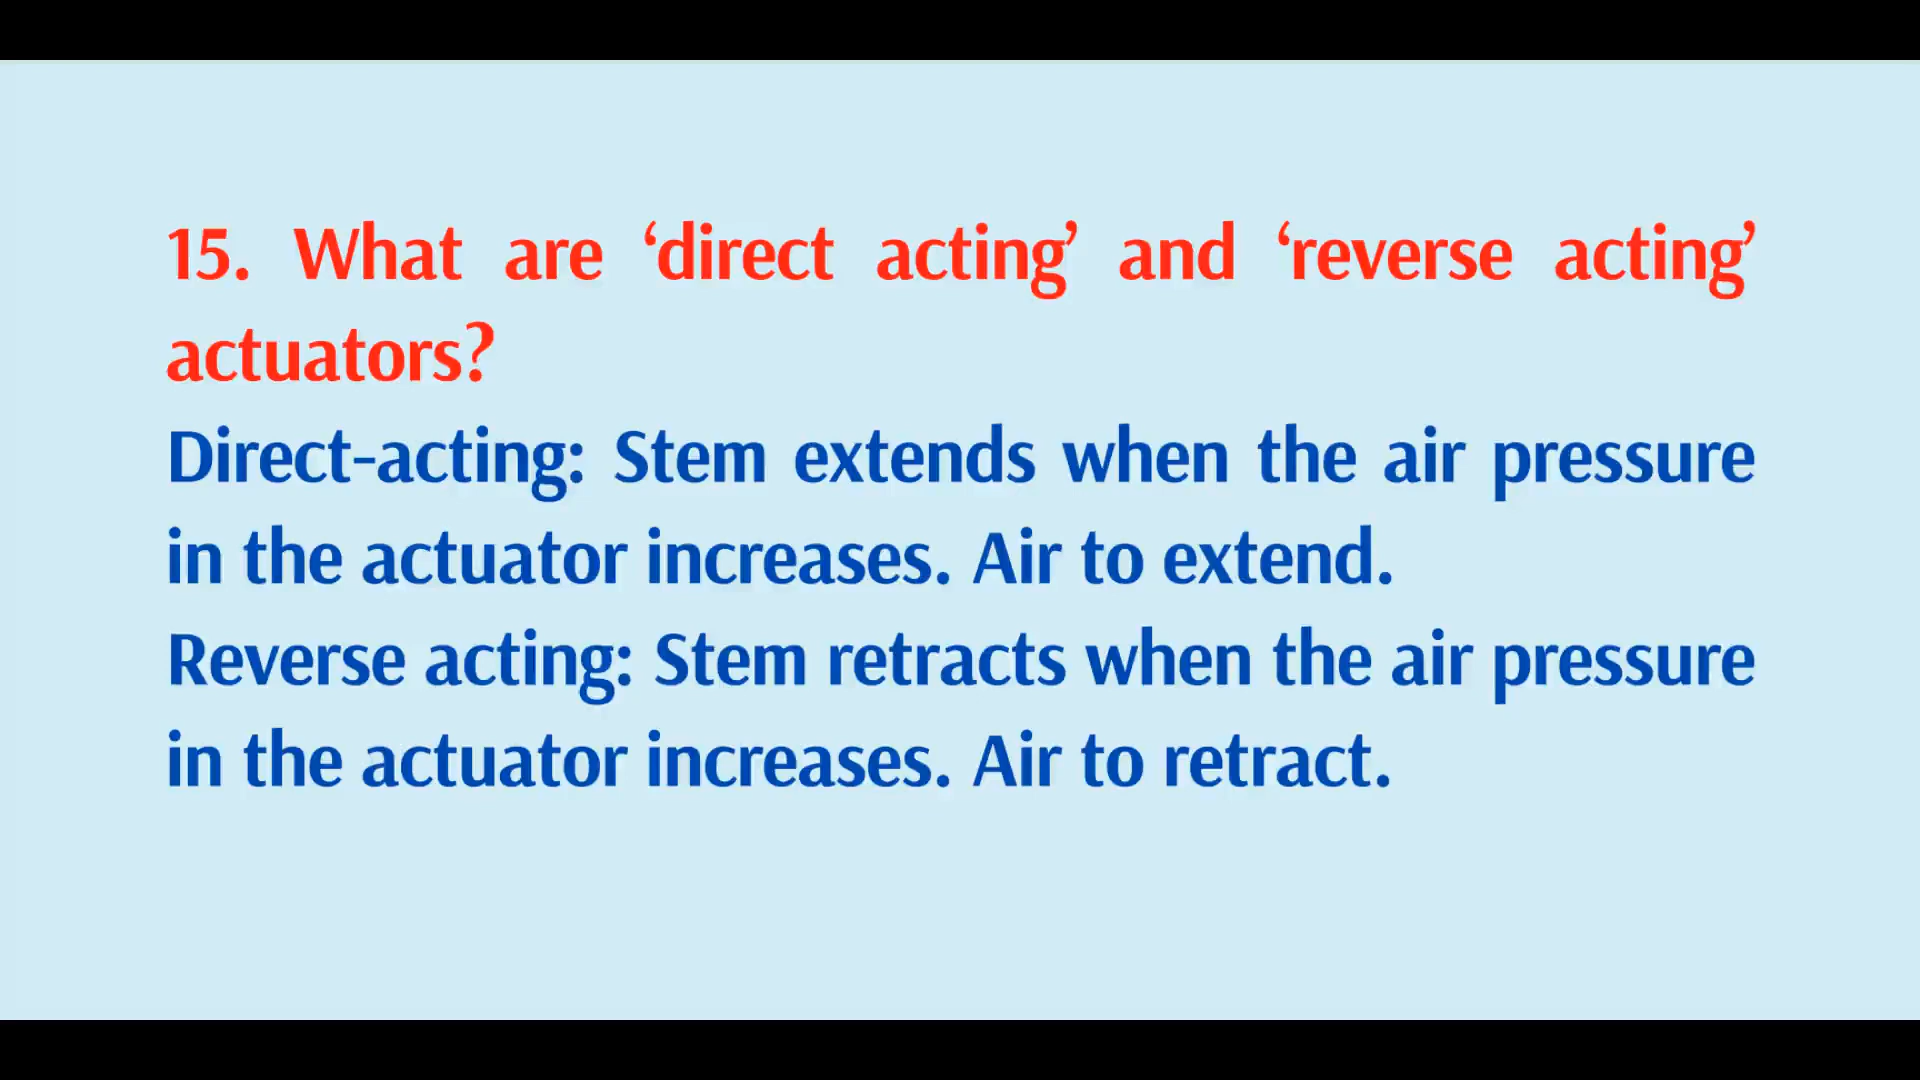 15. What are ‘direct acting’ and ‘reverse acting’
actuators?
Direct-acting: Stem extends when the air pressure
in the actuator increases. Air to extend.
Reverse acting: Stem retracts when the air pressure
in the actuator increases. Air to retract.